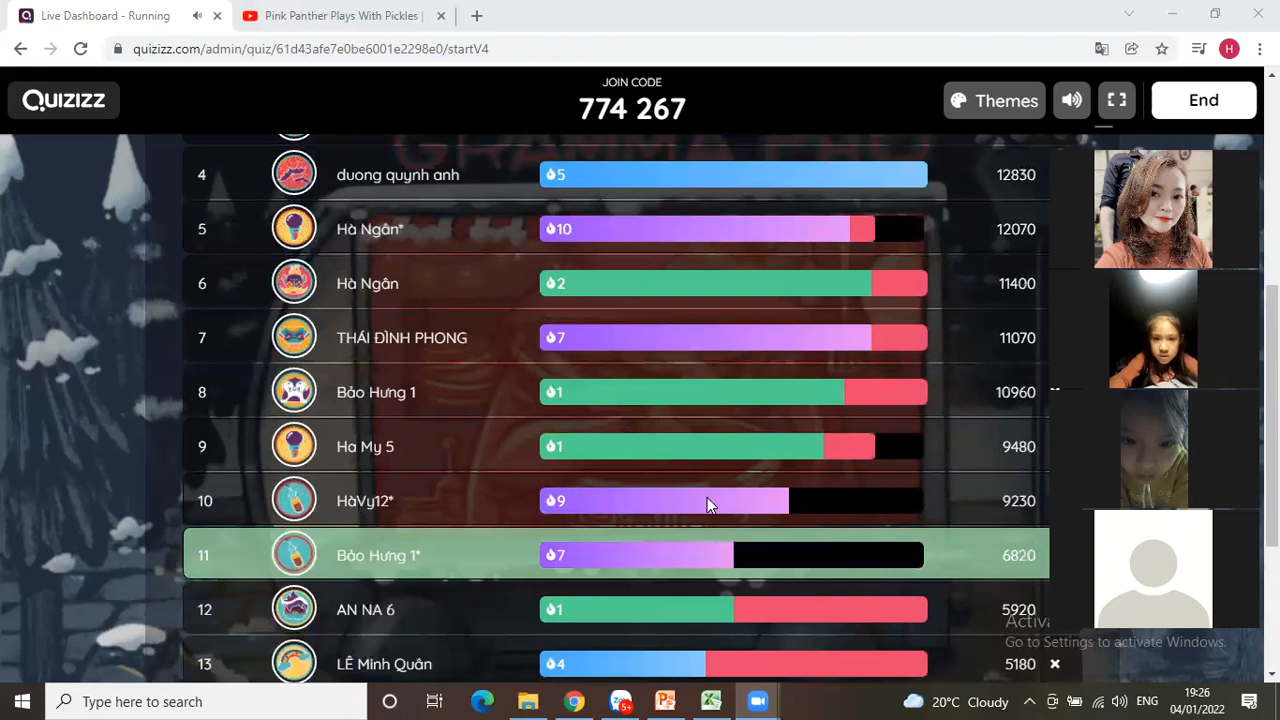 Live Dashboard - Running
Pink Panther Plays With Pickles |
quizizz.com/admin/quiz/61d43afe7e0be6001e2298e0/startV4
H
QUIZIZZ
JOIN CODE
774 267
Themes
End
4 duong quynh anh 5 12830
5 Hà Ngân* 10 12070
6 Hà Ngân 2 11400
7 THÁI ĐÌNH PHONG 7 11070
8 Bảo Hưng 1 1 10960
9 Ha My 5 1 9480
10 HàVy12* 9 9230
11 Bảo Hưng 1* 7 6820
12 AN NA 6 1 5920
13 LÊ Minh Quân 4 5180
Activa
Go to Settings to activate Windows.
Type here to search
5+
20°C Cloudy
ENG
19:26
04/01/2022